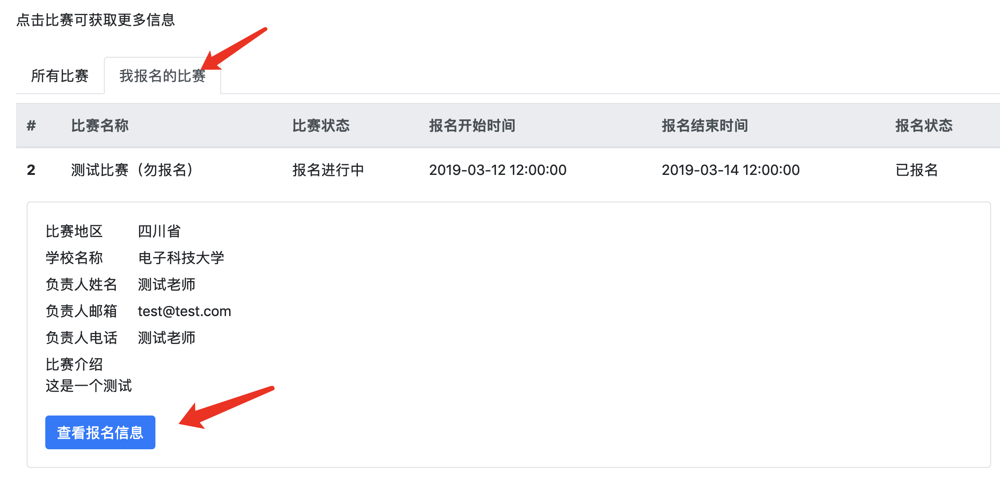 点击比赛可获取更多信息
所有比赛 我报名的比赛
# 比赛名称 比赛状态 报名开始时间 报名结束时间 报名状态
2 测试比赛（勿报名） 报名进行中 2019-03-12 12:00:00 2019-03-14 12:00:00 已报名
比赛地区 四川省
学校名称 电子科技大学
负责人姓名 测试老师
负责人邮箱 test@test.com
负责人电话 测试老师
比赛介绍
这是一个测试
查看报名信息